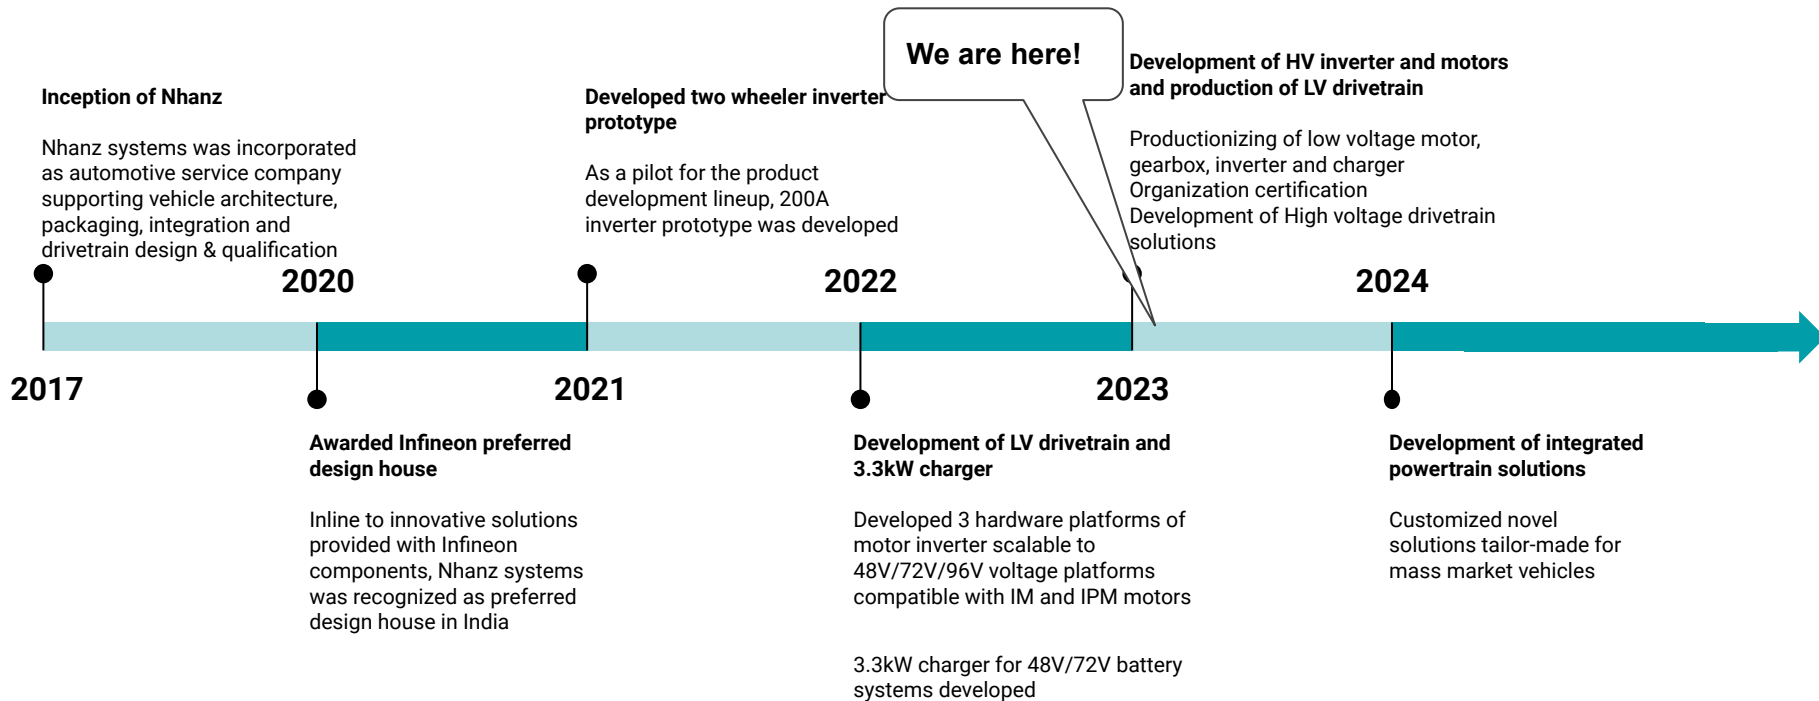 We are here!
Inception of Nhanz
Nhanz systems was incorporated
as automotive service company
supporting vehicle architecture,
packaging, integration and
drivetrain design & qualification
Developed two wheeler inverter
prototype
As a pilot for the product
development lineup, 200A
inverter prototype was developed
Development of HV inverter and motors
and production of LV drivetrain
Productionizing of low voltage motor,
gearbox, inverter and charger
Organization certification
Development of High voltage drivetrain
solutions
2020
2022
2024
2017
2021
2023
Awarded Infineon preferred
design house
Inline to innovative solutions
provided with Infineon
components, Nhanz systems
was recognized as preferred
design house in India
Development of LV drivetrain and
3.3kW charger
Developed 3 hardware platforms of
motor inverter scalable to
48V/72V/96V voltage platforms
compatible with IM and IPM motors
3.3kW charger for 48V/72V battery
systems developed
Development of integrated
powertrain solutions
Customized novel
solutions tailor-made for
mass market vehicles